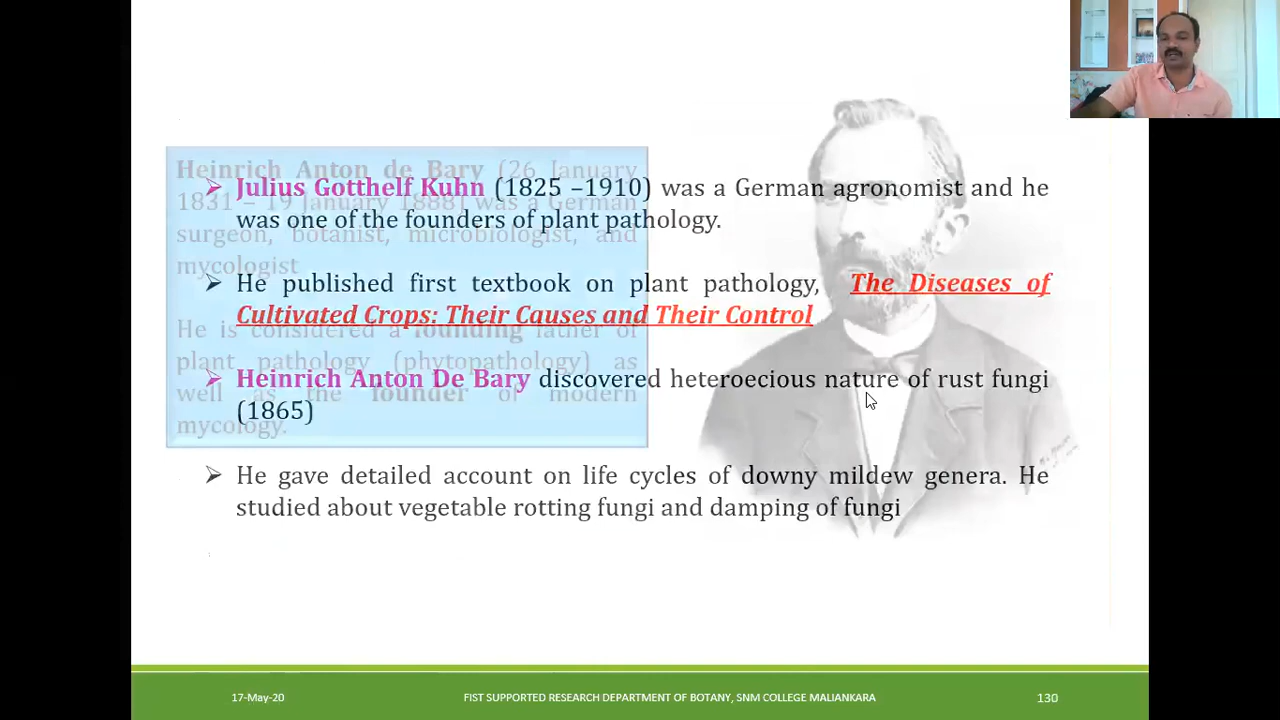 Heinrich Anton de Bary (26 January
1831 – 19 January 1888) was a German
surgeon, botanist, microbiologist, and
mycologist
He is considered a founding father of
plant pathology (phytopathology) as
well as the founder of modern
mycology.
➢ Julius Gotthelf Kuhn (1825 –1910) was a German agronomist and he
was one of the founders of plant pathology.
➢ He published first textbook on plant pathology, The Diseases of
Cultivated Crops: Their Causes and Their Control
➢ Heinrich Anton De Bary discovered heteroecious nature of rust fungi
(1865)
➢ He gave detailed account on life cycles of downy mildew genera. He
studied about vegetable rotting fungi and damping of fungi
17-May-20
FIST SUPPORTED RESEARCH DEPARTMENT OF BOTANY, SNM COLLEGE MALIANKARA
130